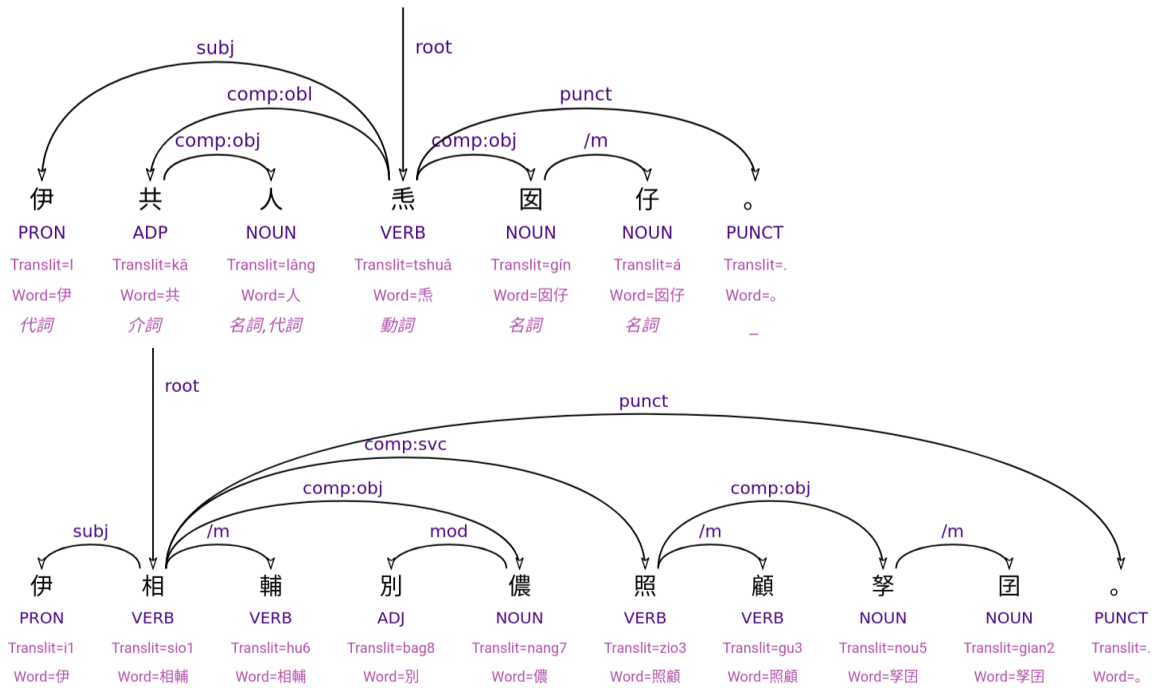 subj root
comp:obl punct
comp:obj comp:obj /m
伊 共 人 𤆬 囡 仔 。
PRON ADP NOUN VERB NOUN NOUN PUNCT
Translit=I Translit=kā Translit=lâng Translit=tshuā Translit=gín Translit=á Translit=.
Word=伊 Word=共 Word=人 Word=𤆬 Word=囡仔 Word=囡仔 Word=。
代詞 介詞 名詞,代詞 動詞 名詞 名詞 _
root
punct
comp:svc
comp:obj comp:obj
subj /m mod /m /m
伊 相 輔 別 儂 照 顧 孥 囝 。
PRON VERB VERB ADJ NOUN VERB VERB NOUN NOUN PUNCT
Translit=i1 Translit=sio1 Translit=hu6 Translit=bag8 Translit=nang7 Translit=zio3 Translit=gu3 Translit=nou5 Translit=gian2 Translit=.
Word=伊 Word=相輔 Word=相輔 Word=別 Word=儂 Word=照顧 Word=照顧 Word=孥囝 Word=孥囝 Word=。